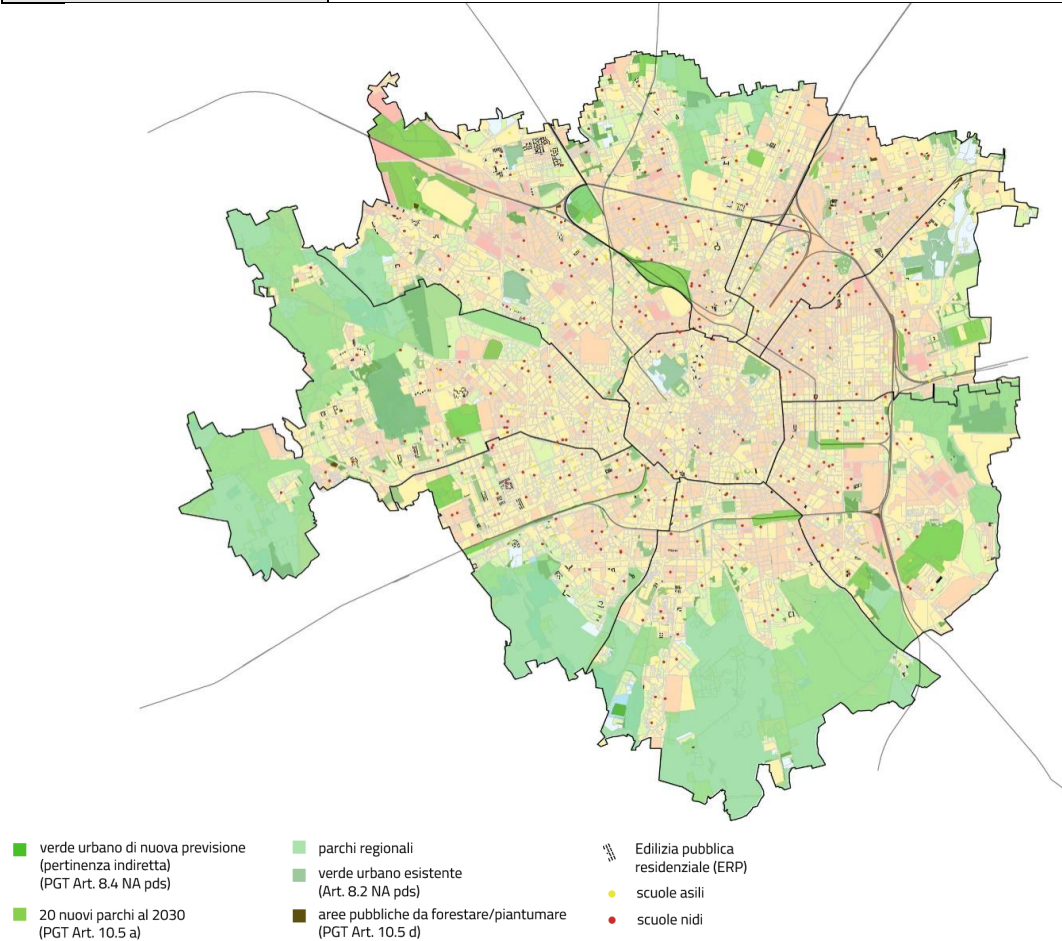 verde urbano di nuova previsione
(pertinenza indiretta)
(PGT Art. 8.4 NA pds)
20 nuovi parchi al 2030
(PGT Art. 10.5 a)
parchi regionali
verde urbano esistente
(Art. 8.2 NA pds)
aree pubbliche da forestare/piantumare
(PGT Art. 10.5 d)
Edilizia pubblica
residenziale (ERP)
scuole asili
scuole nidi